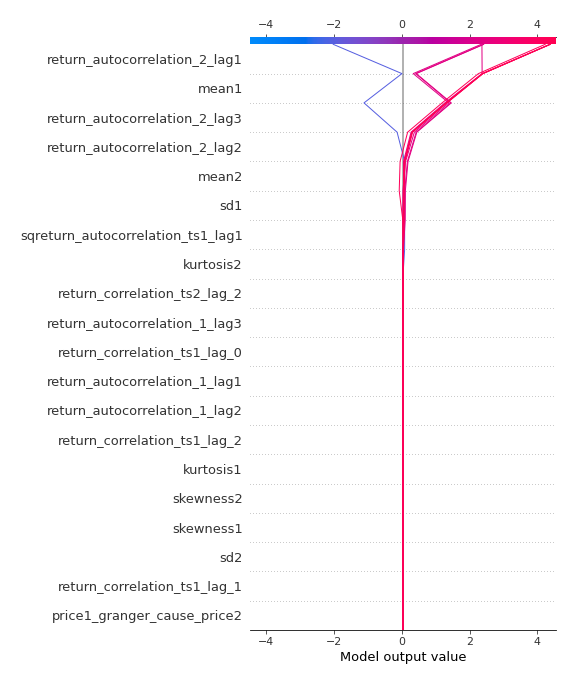 −4 −2 0 2 4
return_autocorrelation_2_lag1
mean1
return_autocorrelation_2_lag3
return_autocorrelation_2_lag2
mean2
sd1
sqreturn_autocorrelation_ts1_lag1
kurtosis2
return_correlation_ts2_lag_2
return_autocorrelation_1_lag3
return_correlation_ts1_lag_0
return_autocorrelation_1_lag1
return_autocorrelation_1_lag2
return_correlation_ts1_lag_2
kurtosis1
skewness2
skewness1
sd2
return_correlation_ts1_lag_1
price1_granger_cause_price2
−4 −2 0 2 4
Model output value